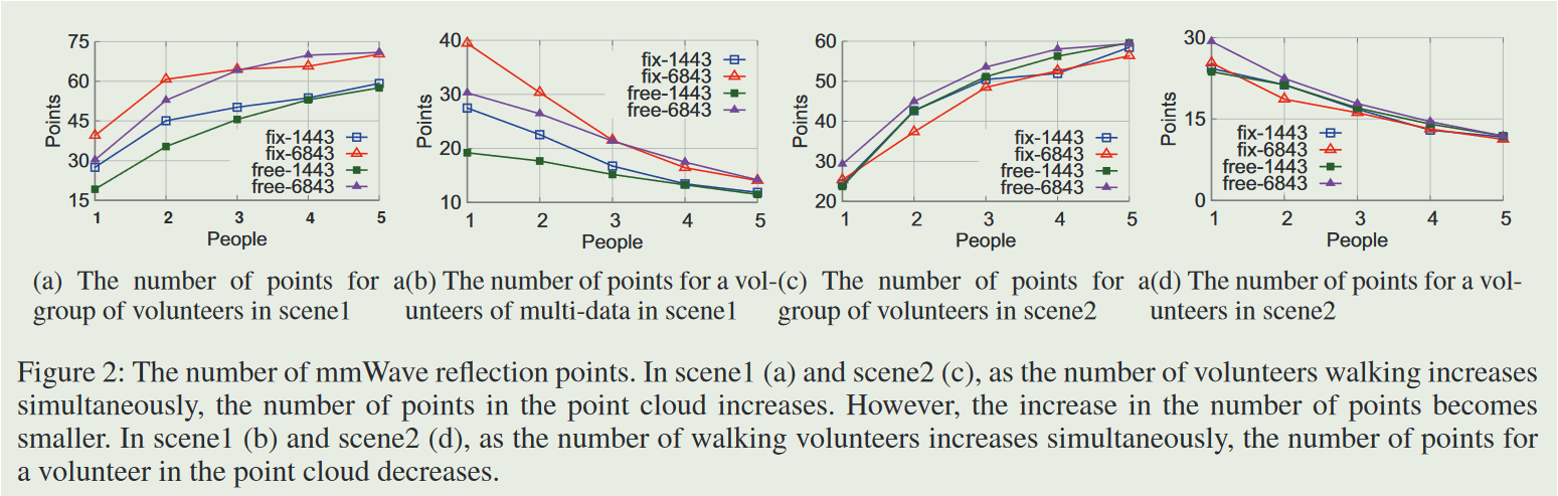 75
60
45
30
15
Points
1 2 3 4 5
People
fix-1443
fix-6843
free-1443
free-6843
40
30
20
10
Points
1 2 3 4 5
People
fix-1443
fix-6843
free-1443
free-6843
60
50
40
30
20
Points
1 2 3 4 5
People
fix-1443
fix-6843
free-1443
free-6843
30
15
0
Points
1 2 3 4 5
People
fix-1443
fix-6843
free-1443
free-6843
(a) The number of points for a
group of volunteers in scene1
(b) The number of points for a vol-
unteers of multi-data in scene1
(c) The number of points for a
group of volunteers in scene2
(d) The number of points for a vol-
unteers in scene2
Figure 2: The number of mmWave reflection points. In scene1 (a) and scene2 (c), as the number of volunteers walking increases
simultaneously, the number of points in the point cloud increases. However, the increase in the number of points becomes
smaller. In scene1 (b) and scene2 (d), as the number of walking volunteers increases simultaneously, the number of points for
a volunteer in the point cloud decreases.